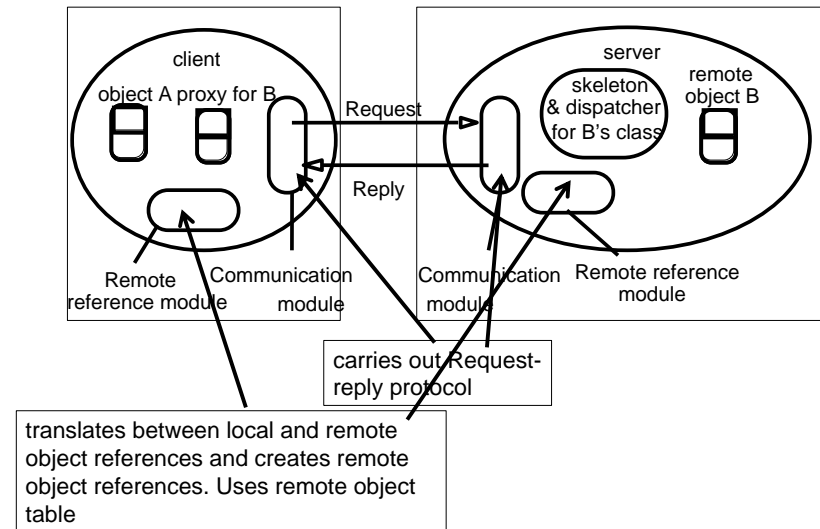 client
object A proxy for B
Request
Reply
Remote
reference module
Communication
module
server
skeleton
& dispatcher
for B's class
remote
object B
Communication
module
Remote reference
module
carries out Request-
reply protocol
translates between local and remote
object references and creates remote
object references. Uses remote object
table